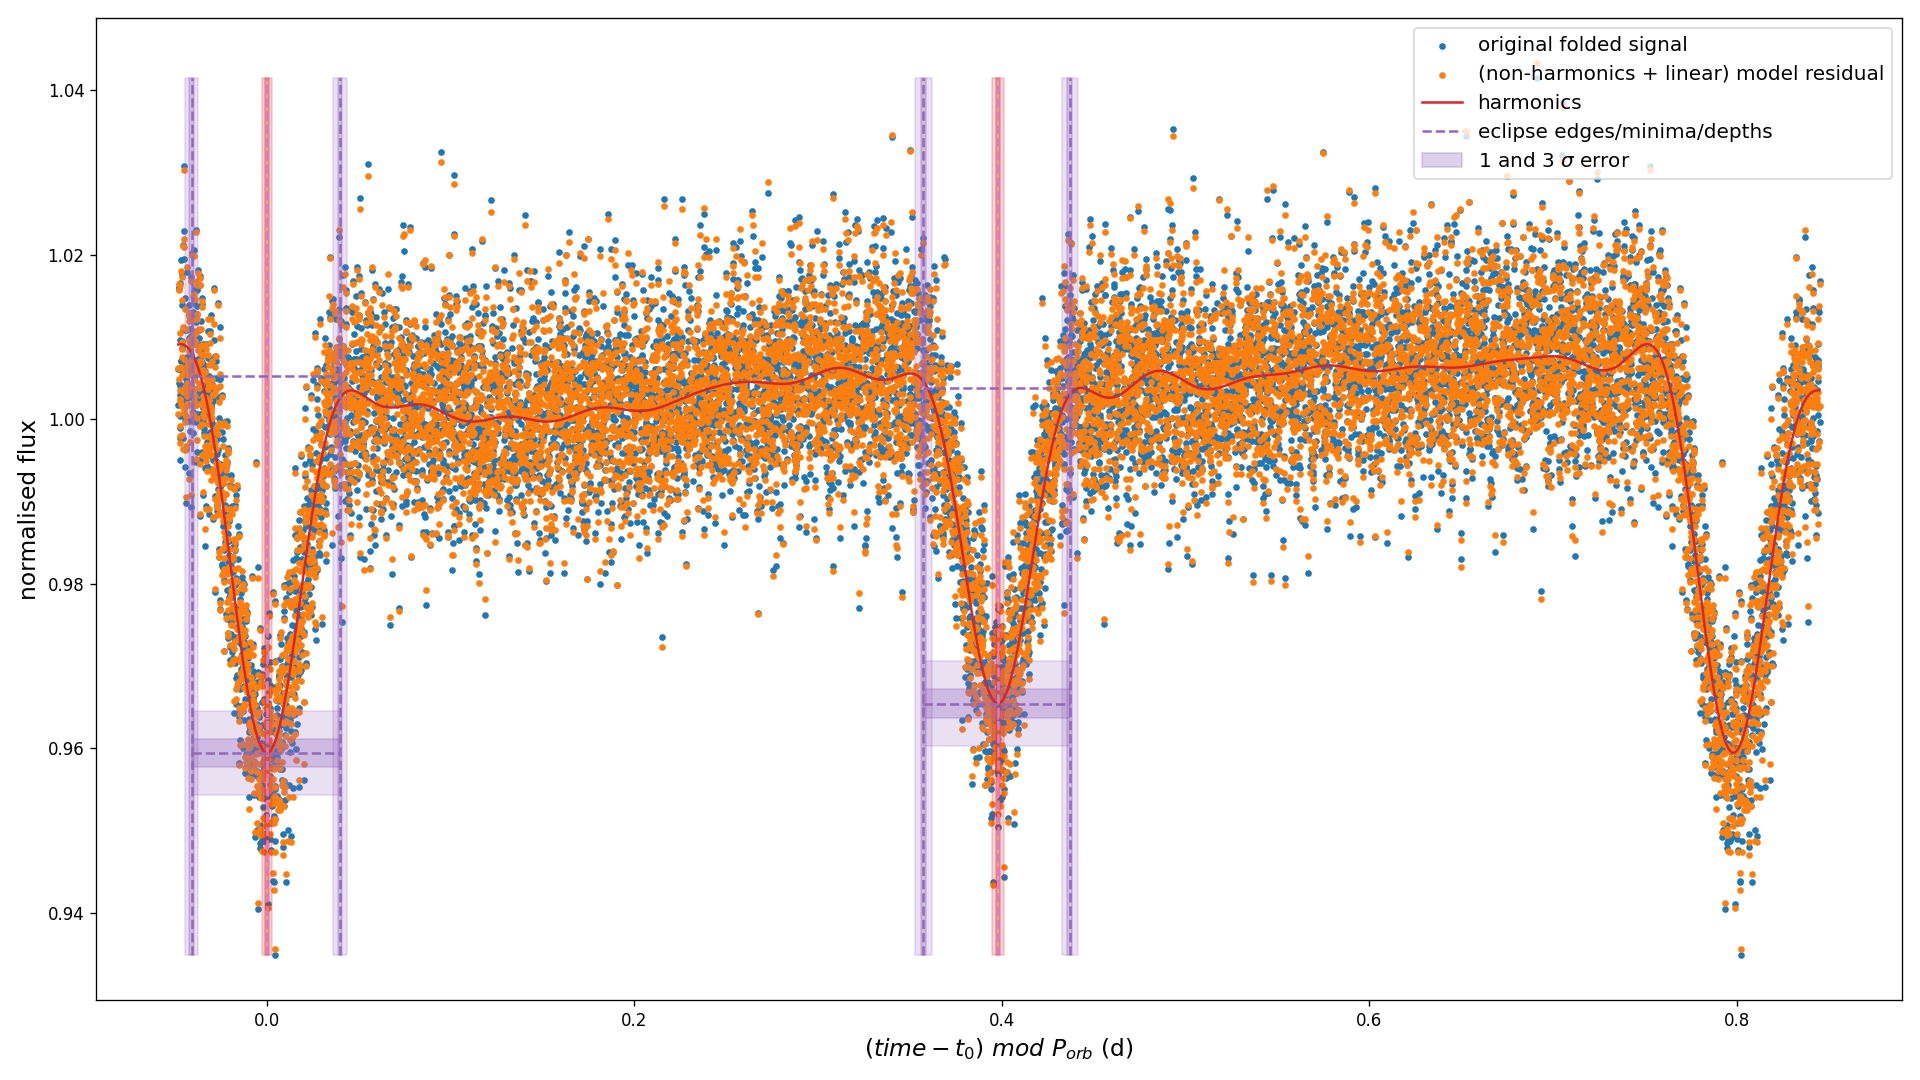 original folded signal
(non-harmonics + linear) model residual
harmonics
eclipse edges/minima/depths
1 and 3 σ error
normalised flux
1.04
1.02
1.00
0.98
0.96
0.94
0.0 0.2 0.4 0.6 0.8
(time − t₀) mod Pₒᵣb (d)